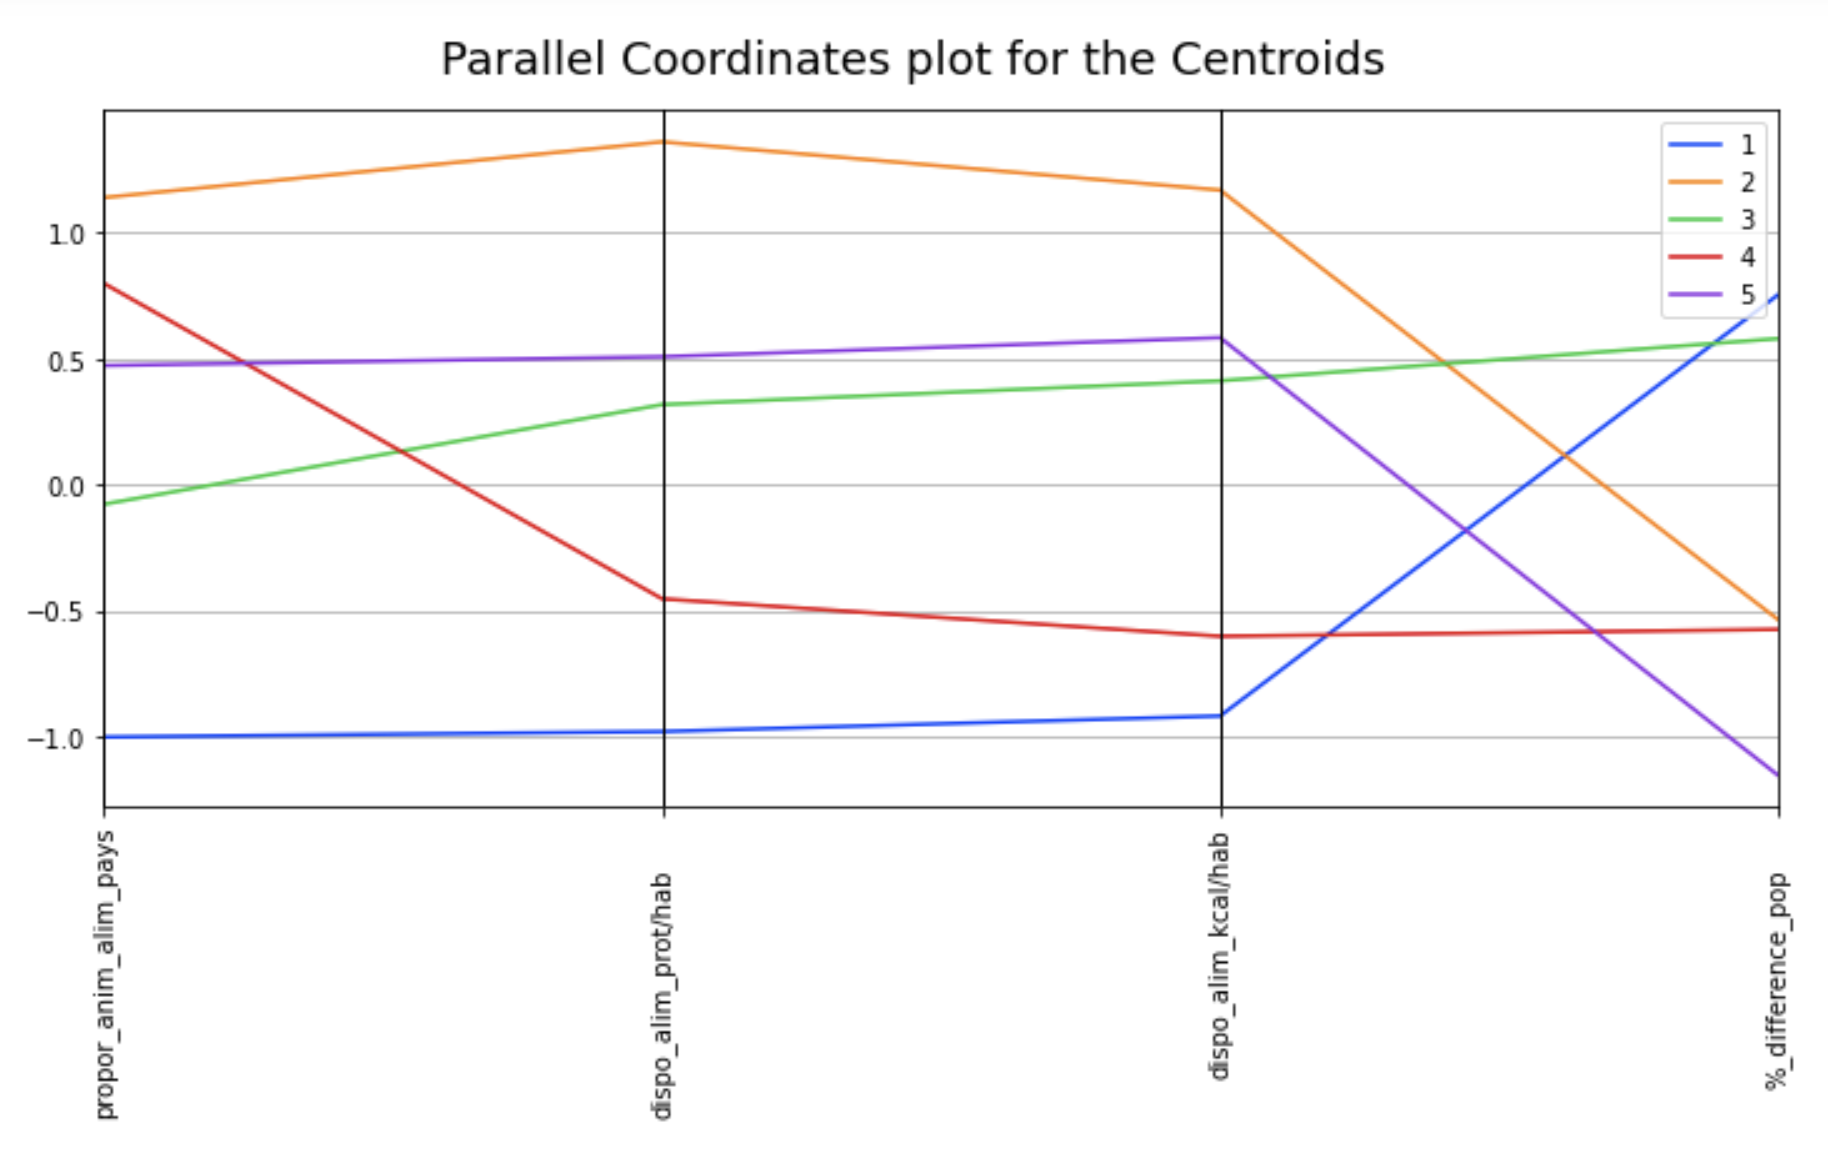 Parallel Coordinates plot for the Centroids
1
2
3
4
5
1.0
0.5
0.0
−0.5
−1.0
propor_anim_alim_pays
dispo_alim_prot/hab
dispo_alim_kcal/hab
%_difference_pop